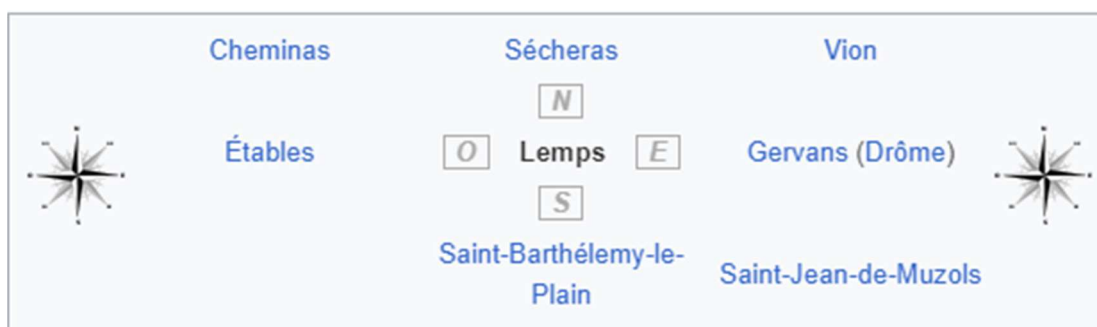 Cheminas Sécheras Vion
N
Étables O Lemps E Gervans (Drôme)
S
Saint-Barthélemy-le-
Plain
Saint-Jean-de-Muzols